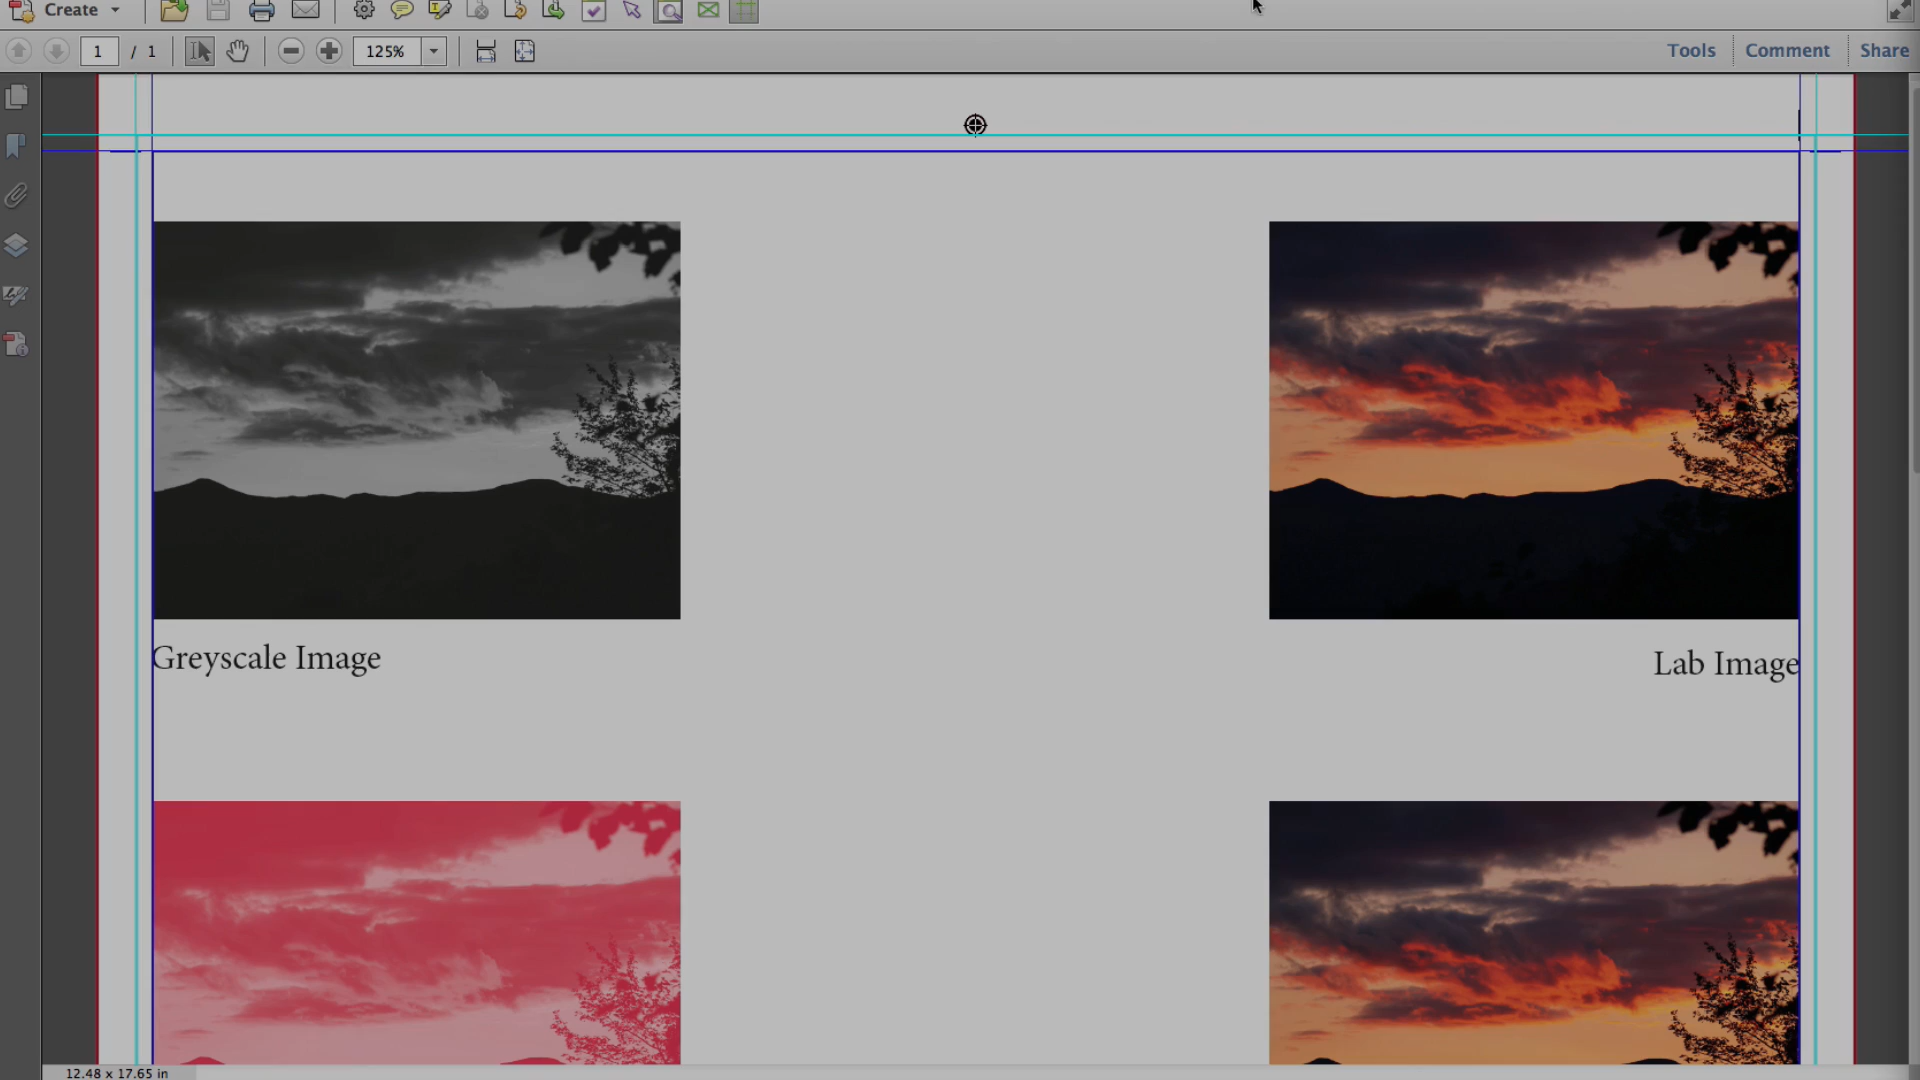 Create
1 / 1 125% Tools Comment Share
Greyscale Image
Lab Image
12.48 x 17.65 in